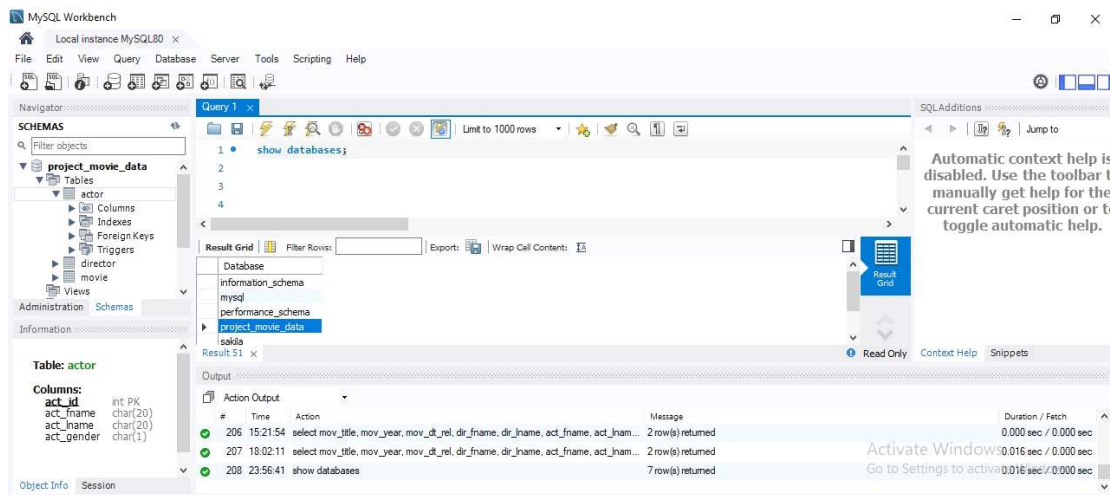 MySQL Workbench
Local instance MySQL80 ×
File Edit View Query Database Server Tools Scripting Help
Navigator
SCHEMAS
Filter objects
project_movie_data
Tables
actor
Columns
Indexes
Foreign Keys
Triggers
director
movie
Views
Administration Schemas
Information
Table: actor
Columns:
act_id int PK
act_fname char(20)
act_lname char(20)
act_gender char(1)
Object Info Session
Query 1 ×
Limit to 1000 rows
1 show databases;
2
3
4
Result Grid Filter Rows: Export: Wrap Cell Content:
Database
information_schema
mysql
performance_schema
project_movie_data
sakila
Result Grid
Result 51 × Read Only
SQLAdditions
Jump to
Automatic context help is
disabled. Use the toolbar t
manually get help for the
current caret position or to
toggle automatic help.
Context Help Snippets
Output
Action Output
# Time Action Message Duration / Fetch
206 15:21:54 select mov_title, mov_year, mov_dt_rel, dir_fname, dir_lname, act_fname, act_lnam... 2 row(s) returned 0.000 sec / 0.000 sec
207 18:02:11 select mov_title, mov_year, mov_dt_rel, dir_fname, dir_lname, act_fname, act_lnam... 2 row(s) returned 0.016 sec / 0.000 sec
208 23:56:41 show databases 7 row(s) returned 0.016 sec / 0.000 sec
Activate Windows
Go to Settings to activate